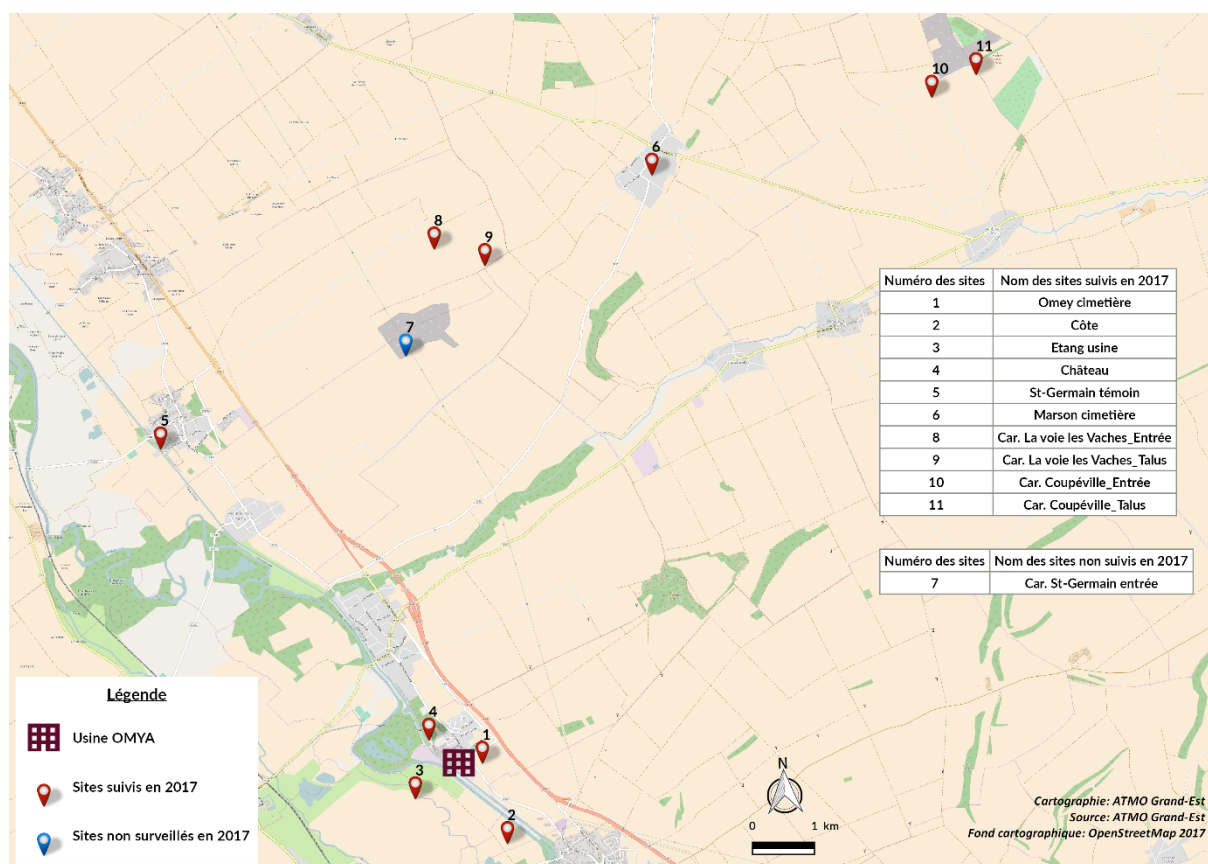 11
10
6
8
9
7
5
4
1
3
2
Numéro des sites Nom des sites suivis en 2017
1 Omey cimetière
2 Côte
3 Etang usine
4 Château
5 St-Germain témoin
6 Marson cimetière
8 Car. La voie les Vaches_Entrée
9 Car. La voie les Vaches_Talus
10 Car. Coupéville_Entrée
11 Car. Coupéville_Talus
Numéro des sites Nom des sites non suivis en 2017
7 Car. St-Germain entrée
Légende
Usine OMYA
Sites suivis en 2017
Sites non surveillés en 2017
N
0 1 km
Cartographie: ATMO Grand-Est
Source: ATMO Grand-Est
Fond cartographique: OpenStreetMap 2017